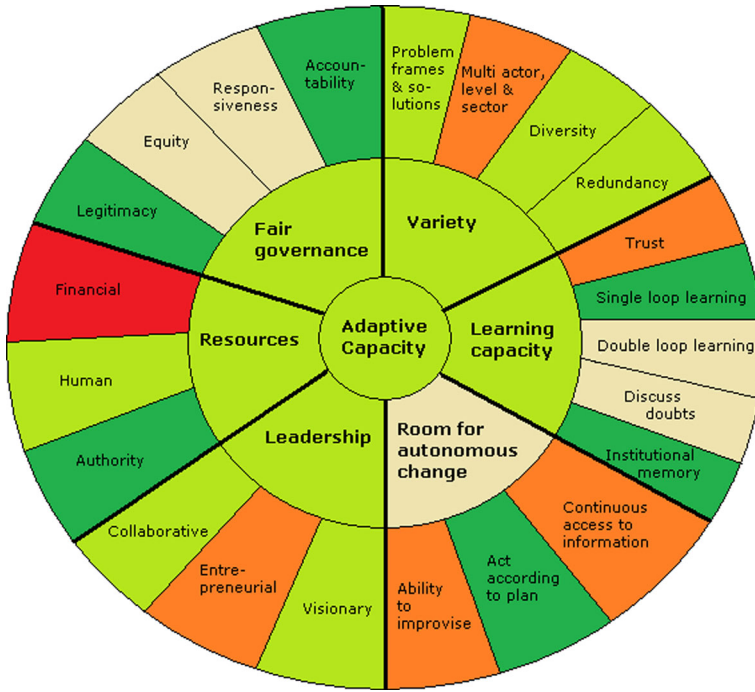 Problem
frames
& so-
lutions
Multi actor,
level &
sector
Diversity
Redundancy
Variety
Trust
Single loop learning
Double loop learning
Discuss
doubts
Institutional
memory
Learning
capacity
Continuous
access to
information
Act
according
to plan
Ability
to
improvise
Room for
autonomous
change
Visionary
Entre-
preneurial
Collaborative
Leadership
Authority
Human
Financial
Resources
Legitimacy
Equity
Respon-
siveness
Accoun-
tability
Fair
governance
Adaptive
Capacity